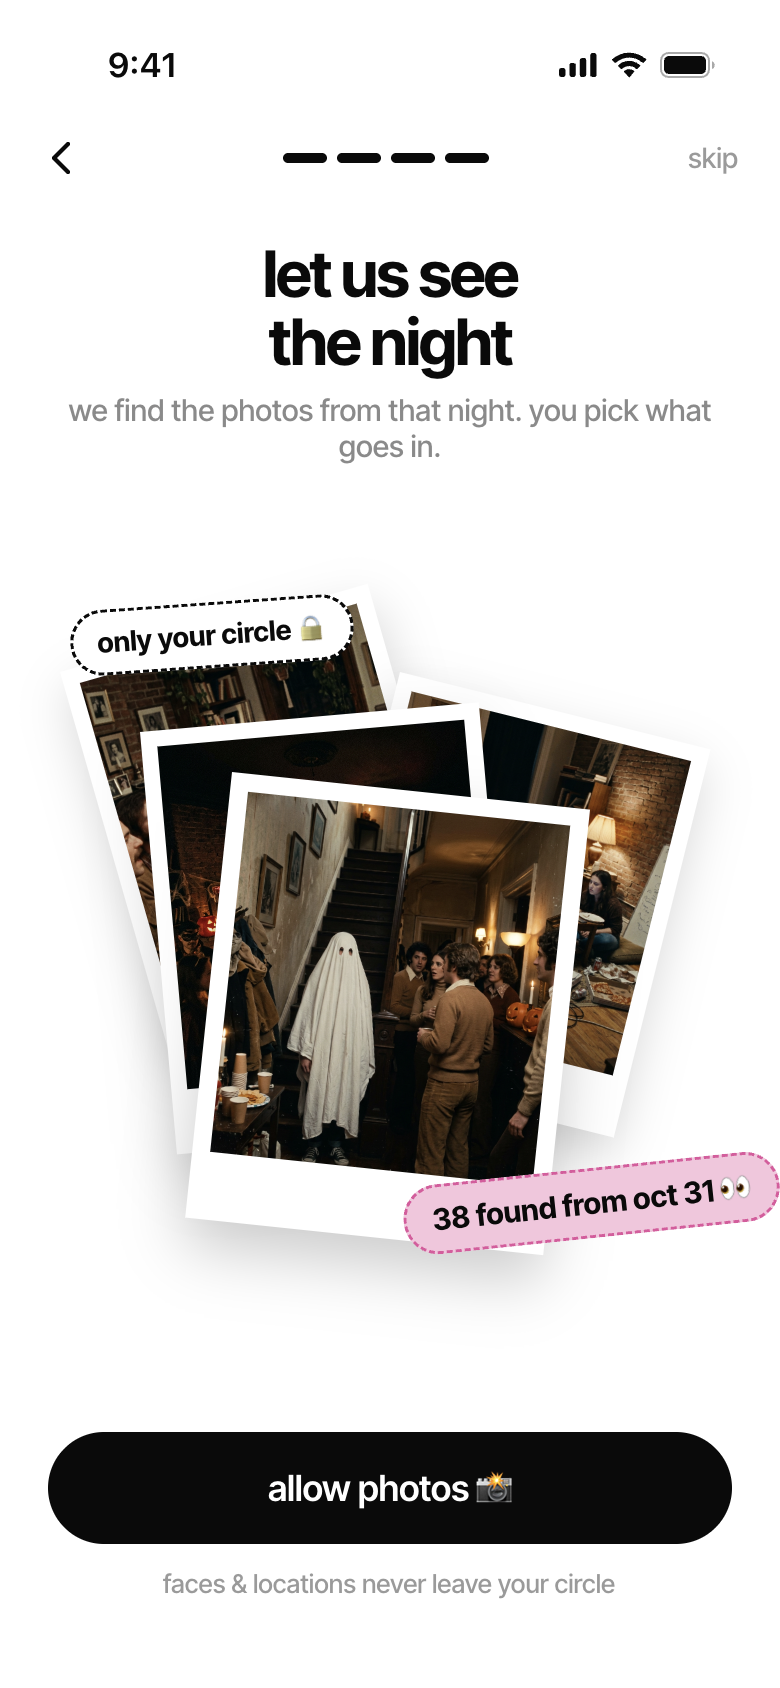 9:41
skip
let us see
the night
we find the photos from that night. you pick what
goes in.
only your circle 🔒
38 found from oct 31 👀
allow photos 📸
faces & locations never leave your circle